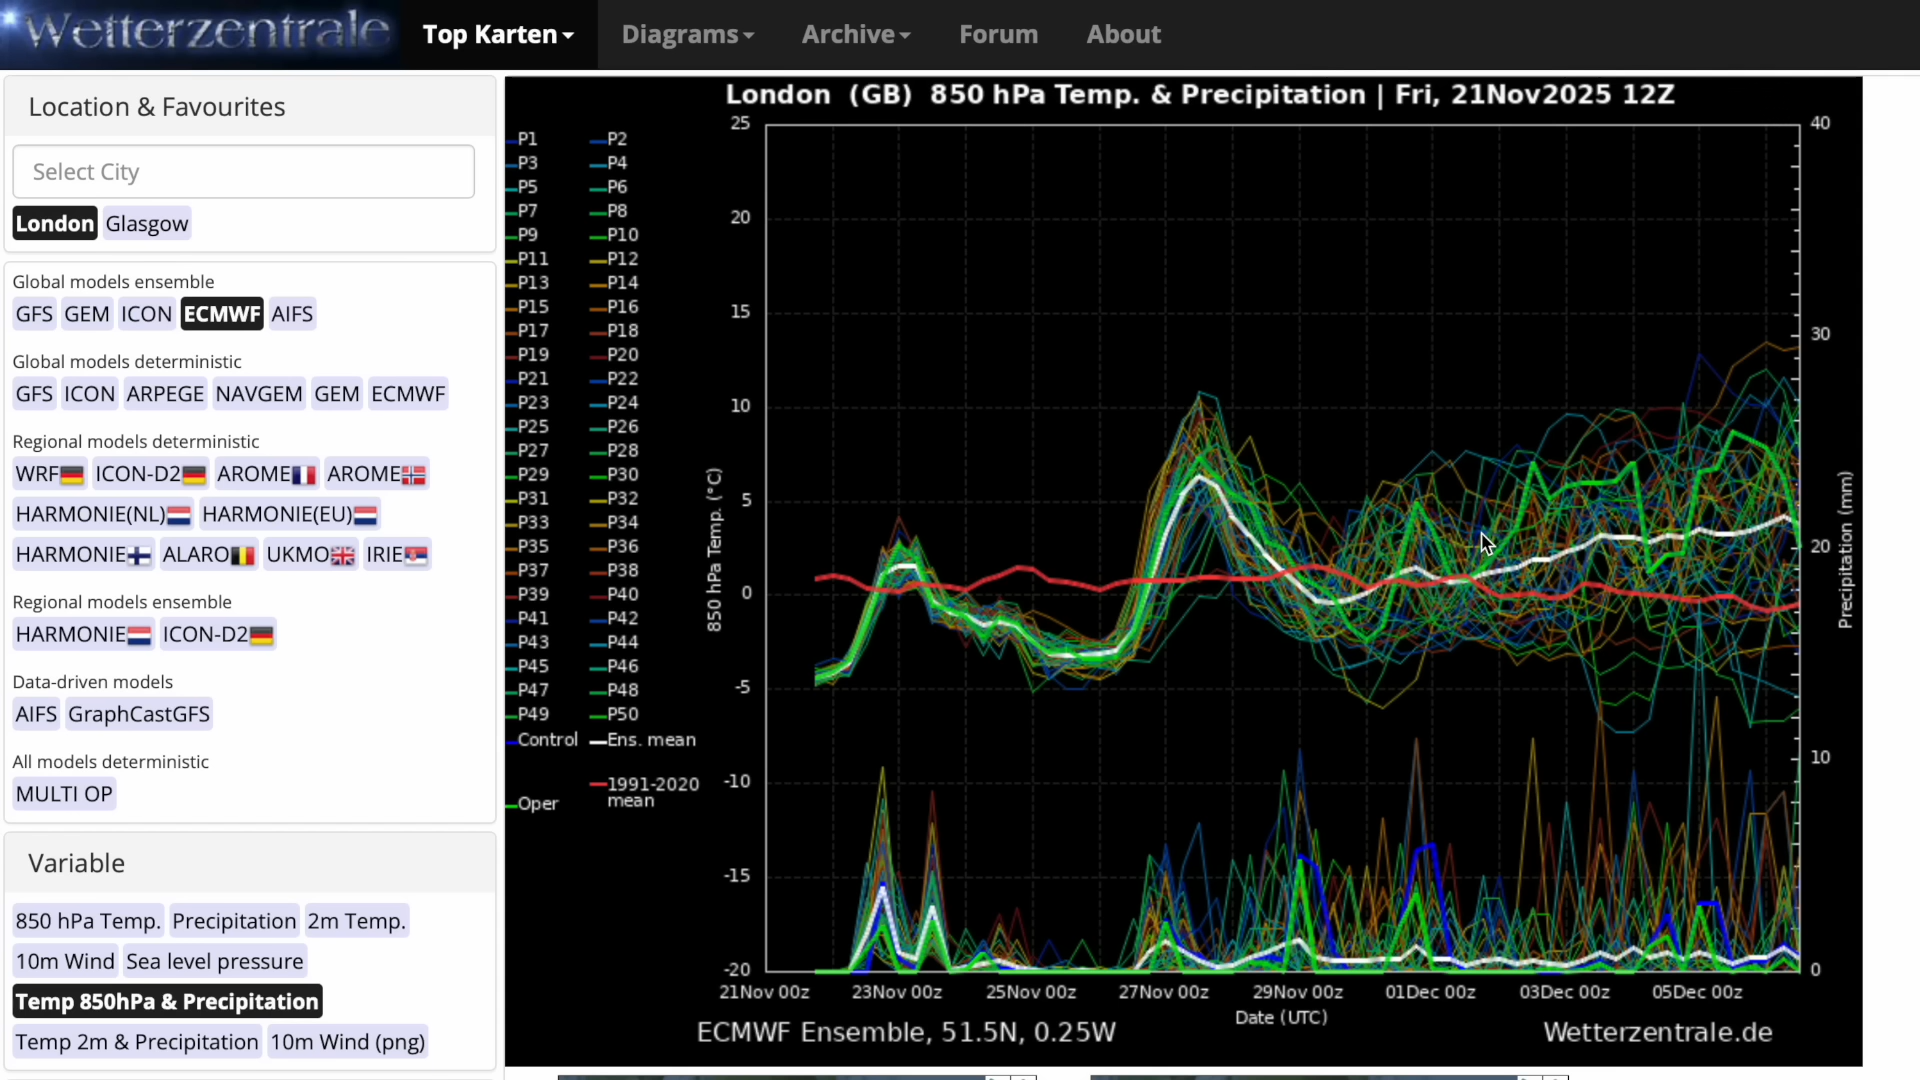 Wetterzentrale
Top Karten
Diagrams
Archive
Forum
About
Location & Favourites
Select City
London Glasgow
Global models ensemble
GFS GEM ICON ECMWF AIFS
Global models deterministic
GFS ICON ARPEGE NAVGEM GEM ECMWF
Regional models deterministic
WRF ICON-D2 AROME AROME
HARMONIE(NL) HARMONIE(EU)
HARMONIE ALARO UKMO IRIE
Regional models ensemble
HARMONIE ICON-D2
Data-driven models
AIFS GraphCastGFS
All models deterministic
MULTI OP
Variable
850 hPa Temp. Precipitation 2m Temp.
10m Wind Sea level pressure
Temp 850hPa & Precipitation
Temp 2m & Precipitation 10m Wind (png)
London (GB) 850 hPa Temp. & Precipitation | Fri, 21Nov2025 12Z
P1 P2
P3 P4
P5 P6
P7 P8
P9 P10
P11 P12
P13 P14
P15 P16
P17 P18
P19 P20
P21 P22
P23 P24
P25 P26
P27 P28
P29 P30
P31 P32
P33 P34
P35 P36
P37 P38
P39 P40
P41 P42
P43 P44
P45 P46
P47 P48
P49 P50
Control Ens. mean
1991-2020
mean
Oper
850 hPa Temp. (°C)
25
20
15
10
5
0
-5
-10
-15
-20
40
30
20
10
0
Precipitation (mm)
21Nov 00z 23Nov 00z 25Nov 00z 27Nov 00z 29Nov 00z 01Dec 00z 03Dec 00z 05Dec 00z
Date (UTC)
ECMWF Ensemble, 51.5N, 0.25W
Wetterzentrale.de